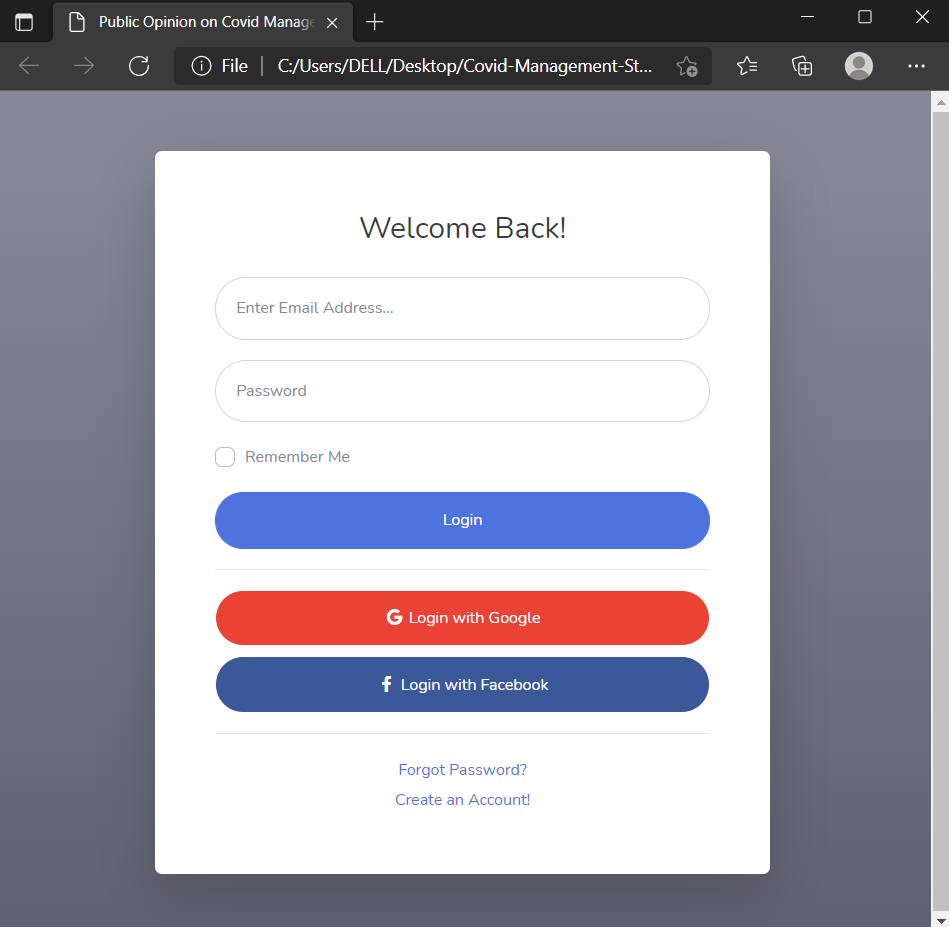 Public Opinion on Covid Manage
File
C:/Users/DELL/Desktop/Covid-Management-St...
Welcome Back!
Enter Email Address...
Password
Remember Me
Login
G Login with Google
f Login with Facebook
Forgot Password?
Create an Account!